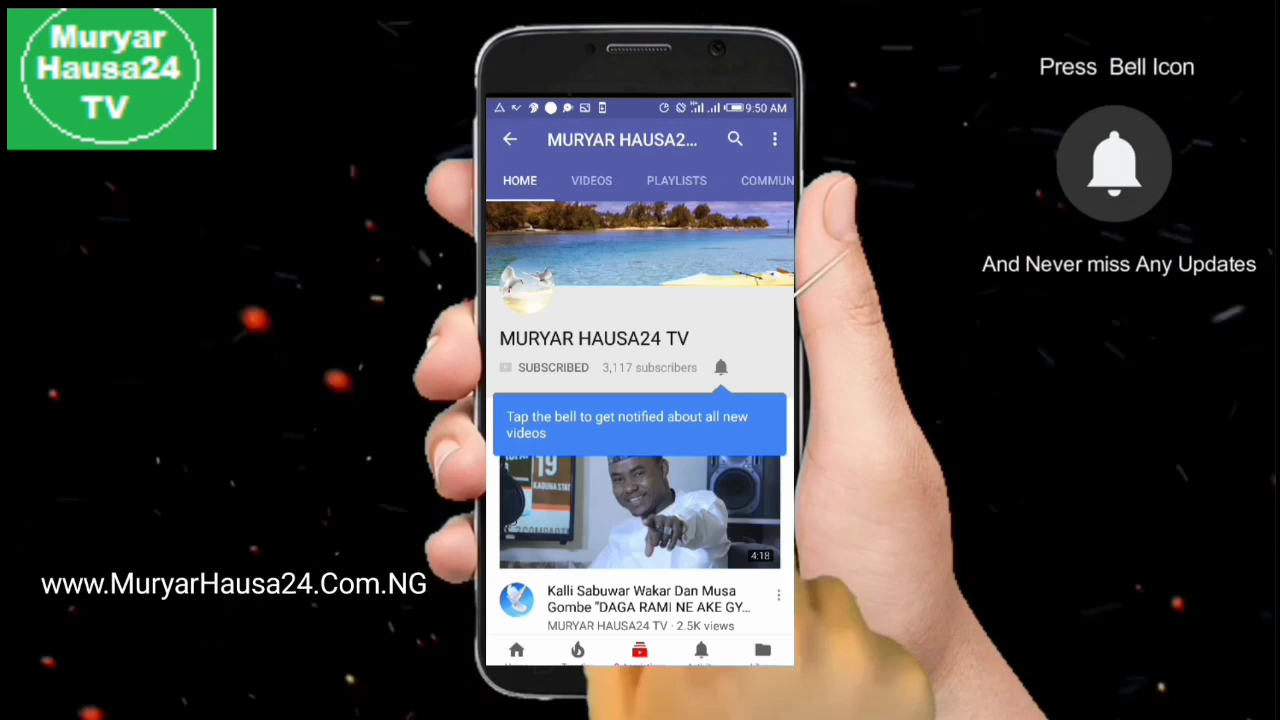 Muryar
Hausa24
TV
Press Bell Icon
And Never miss Any Updates
www.MuryarHausa24.Com.NG
9:50 AM
MURYAR HAUSA2...
HOME
VIDEOS
PLAYLISTS
COMMUN
MURYAR HAUSA24 TV
SUBSCRIBED
3,117 subscribers
Tap the bell to get notified about all new
videos
19
KADUNA STAT
4:18
Kalli Sabuwar Wakar Dan Musa
Gombe "DAGA RAMI NE AKE GY...
MURYAR HAUSA24 TV · 2.5K views